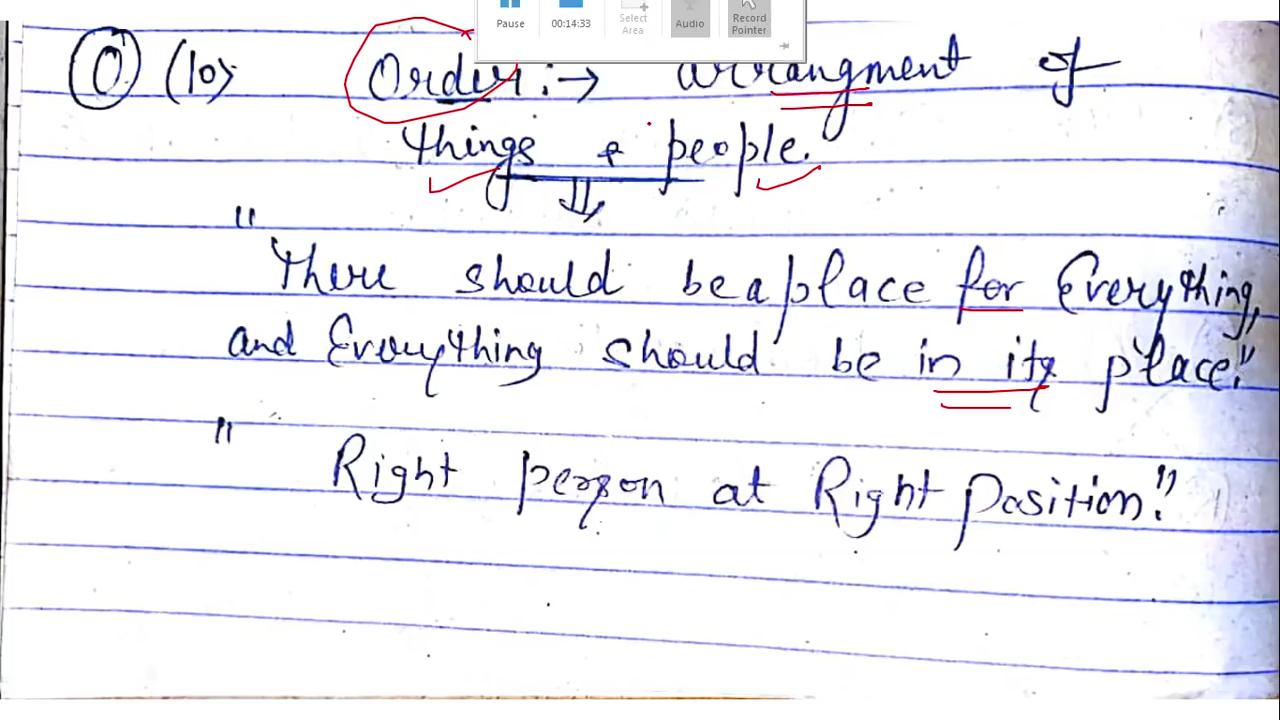 Pause 00:14:33 Select Area Audio Record Pointer
O (10) Order :→ arrangment of
things & people.
"There should be a place for Everything,
and Everything should be in its place."
"Right person at Right Position."